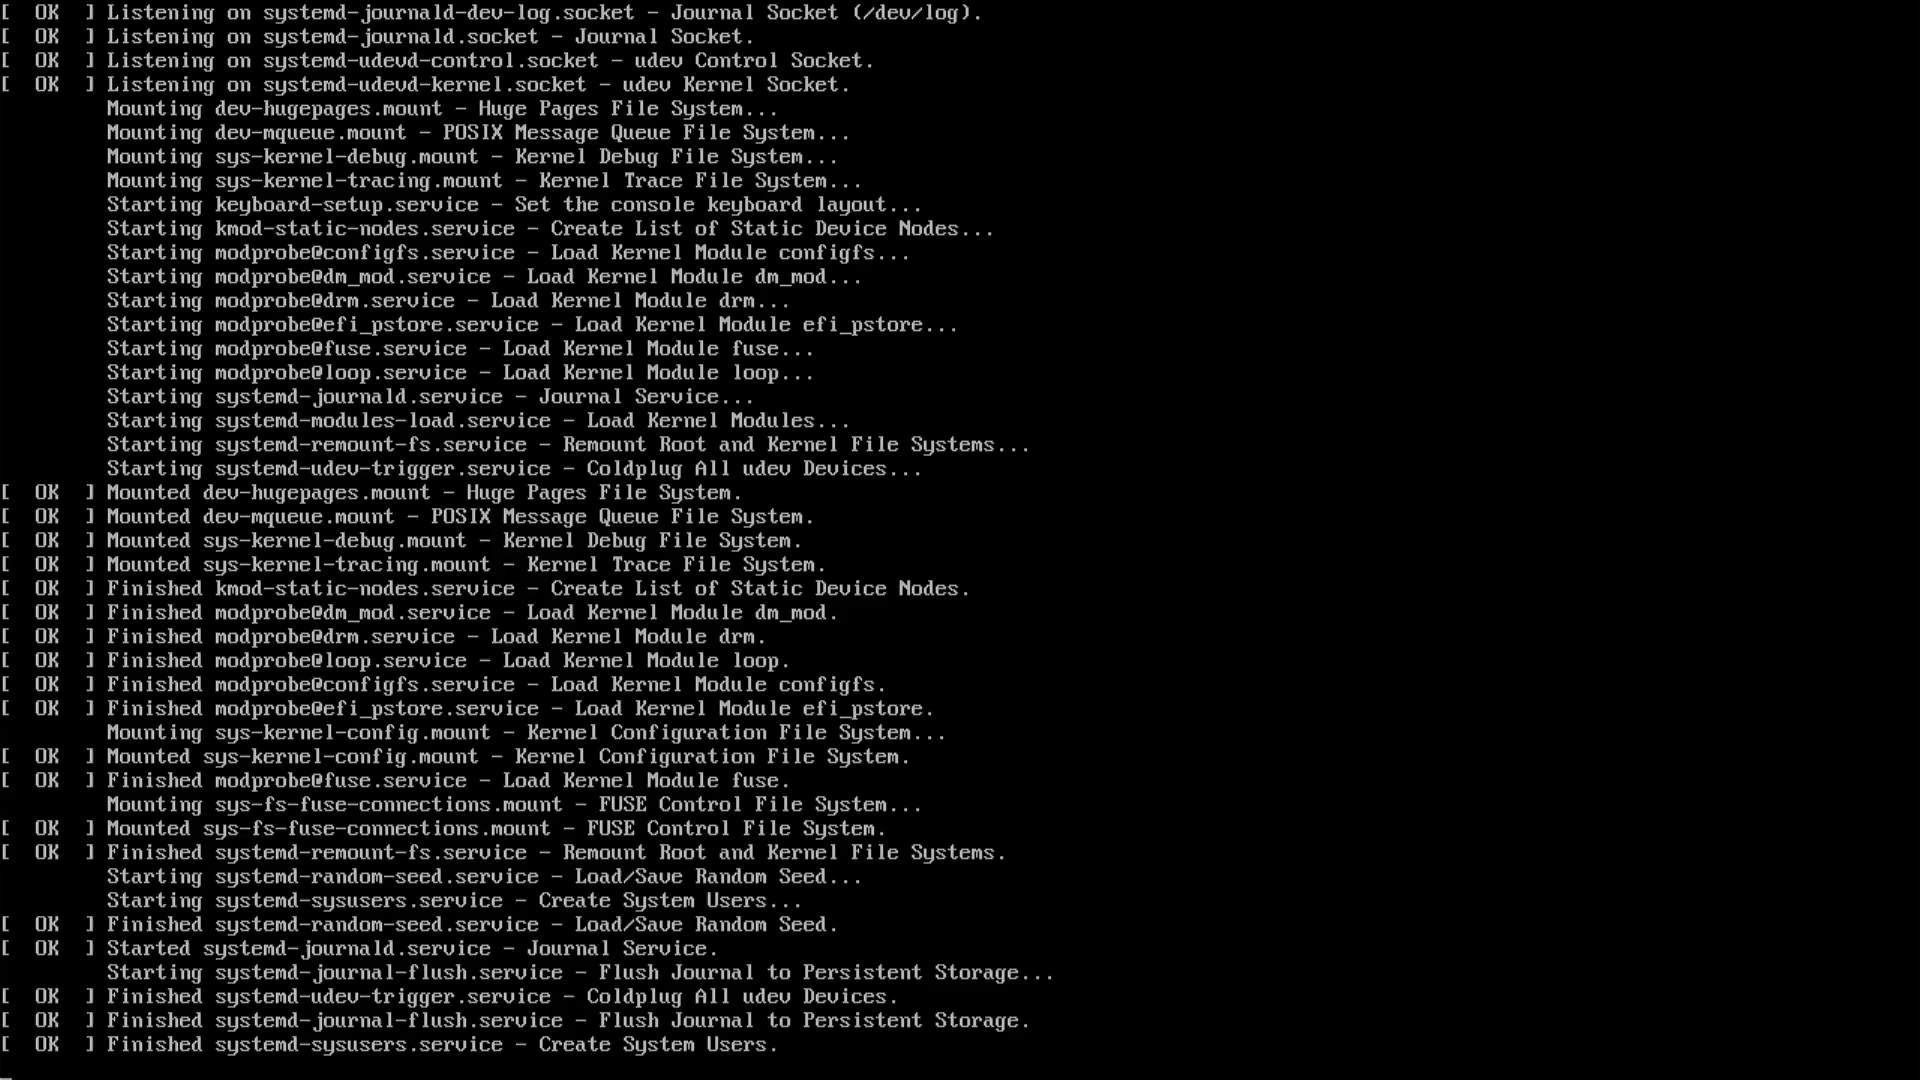 [  OK  ] Listening on systemd-journald-dev-log.socket - Journal Socket (/dev/log).
[  OK  ] Listening on systemd-journald.socket - Journal Socket.
[  OK  ] Listening on systemd-udevd-control.socket - udev Control Socket.
[  OK  ] Listening on systemd-udevd-kernel.socket - udev Kernel Socket.
         Mounting dev-hugepages.mount - Huge Pages File System...
         Mounting dev-mqueue.mount - POSIX Message Queue File System...
         Mounting sys-kernel-debug.mount - Kernel Debug File System...
         Mounting sys-kernel-tracing.mount - Kernel Trace File System...
         Starting keyboard-setup.service - Set the console keyboard layout...
         Starting kmod-static-nodes.service - Create List of Static Device Nodes...
         Starting modprobe@configfs.service - Load Kernel Module configfs...
         Starting modprobe@dm_mod.service - Load Kernel Module dm_mod...
         Starting modprobe@drm.service - Load Kernel Module drm...
         Starting modprobe@efi_pstore.service - Load Kernel Module efi_pstore...
         Starting modprobe@fuse.service - Load Kernel Module fuse...
         Starting modprobe@loop.service - Load Kernel Module loop...
         Starting systemd-journald.service - Journal Service...
         Starting systemd-modules-load.service - Load Kernel Modules...
         Starting systemd-remount-fs.service - Remount Root and Kernel File Systems...
         Starting systemd-udev-trigger.service - Coldplug All udev Devices...
[  OK  ] Mounted dev-hugepages.mount - Huge Pages File System.
[  OK  ] Mounted dev-mqueue.mount - POSIX Message Queue File System.
[  OK  ] Mounted sys-kernel-debug.mount - Kernel Debug File System.
[  OK  ] Mounted sys-kernel-tracing.mount - Kernel Trace File System.
[  OK  ] Finished kmod-static-nodes.service - Create List of Static Device Nodes.
[  OK  ] Finished modprobe@dm_mod.service - Load Kernel Module dm_mod.
[  OK  ] Finished modprobe@drm.service - Load Kernel Module drm.
[  OK  ] Finished modprobe@loop.service - Load Kernel Module loop.
[  OK  ] Finished modprobe@configfs.service - Load Kernel Module configfs.
[  OK  ] Finished modprobe@efi_pstore.service - Load Kernel Module efi_pstore.
         Mounting sys-kernel-config.mount - Kernel Configuration File System...
[  OK  ] Mounted sys-kernel-config.mount - Kernel Configuration File System.
[  OK  ] Finished modprobe@fuse.service - Load Kernel Module fuse.
         Mounting sys-fs-fuse-connections.mount - FUSE Control File System...
[  OK  ] Mounted sys-fs-fuse-connections.mount - FUSE Control File System.
[  OK  ] Finished systemd-remount-fs.service - Remount Root and Kernel File Systems.
         Starting systemd-random-seed.service - Load/Save Random Seed...
         Starting systemd-sysusers.service - Create System Users...
[  OK  ] Finished systemd-random-seed.service - Load/Save Random Seed.
[  OK  ] Started systemd-journald.service - Journal Service.
         Starting systemd-journal-flush.service - Flush Journal to Persistent Storage...
[  OK  ] Finished systemd-udev-trigger.service - Coldplug All udev Devices.
[  OK  ] Finished systemd-journal-flush.service - Flush Journal to Persistent Storage.
[  OK  ] Finished systemd-sysusers.service - Create System Users.